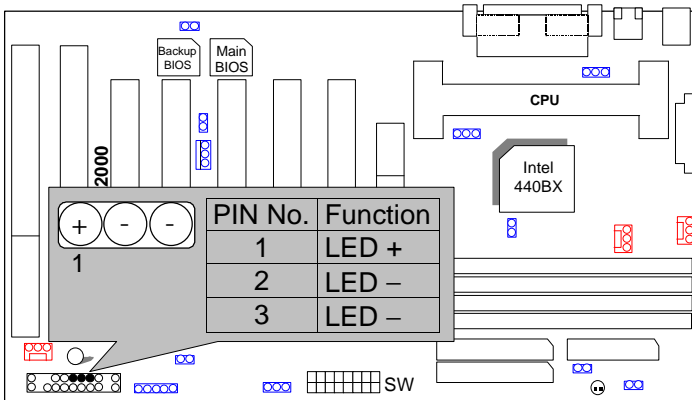 Backup
BIOS
Main
BIOS
CPU
2000
Intel
440BX
+ - -
1
PIN No. Function
1 LED +
2 LED –
3 LED –
SW